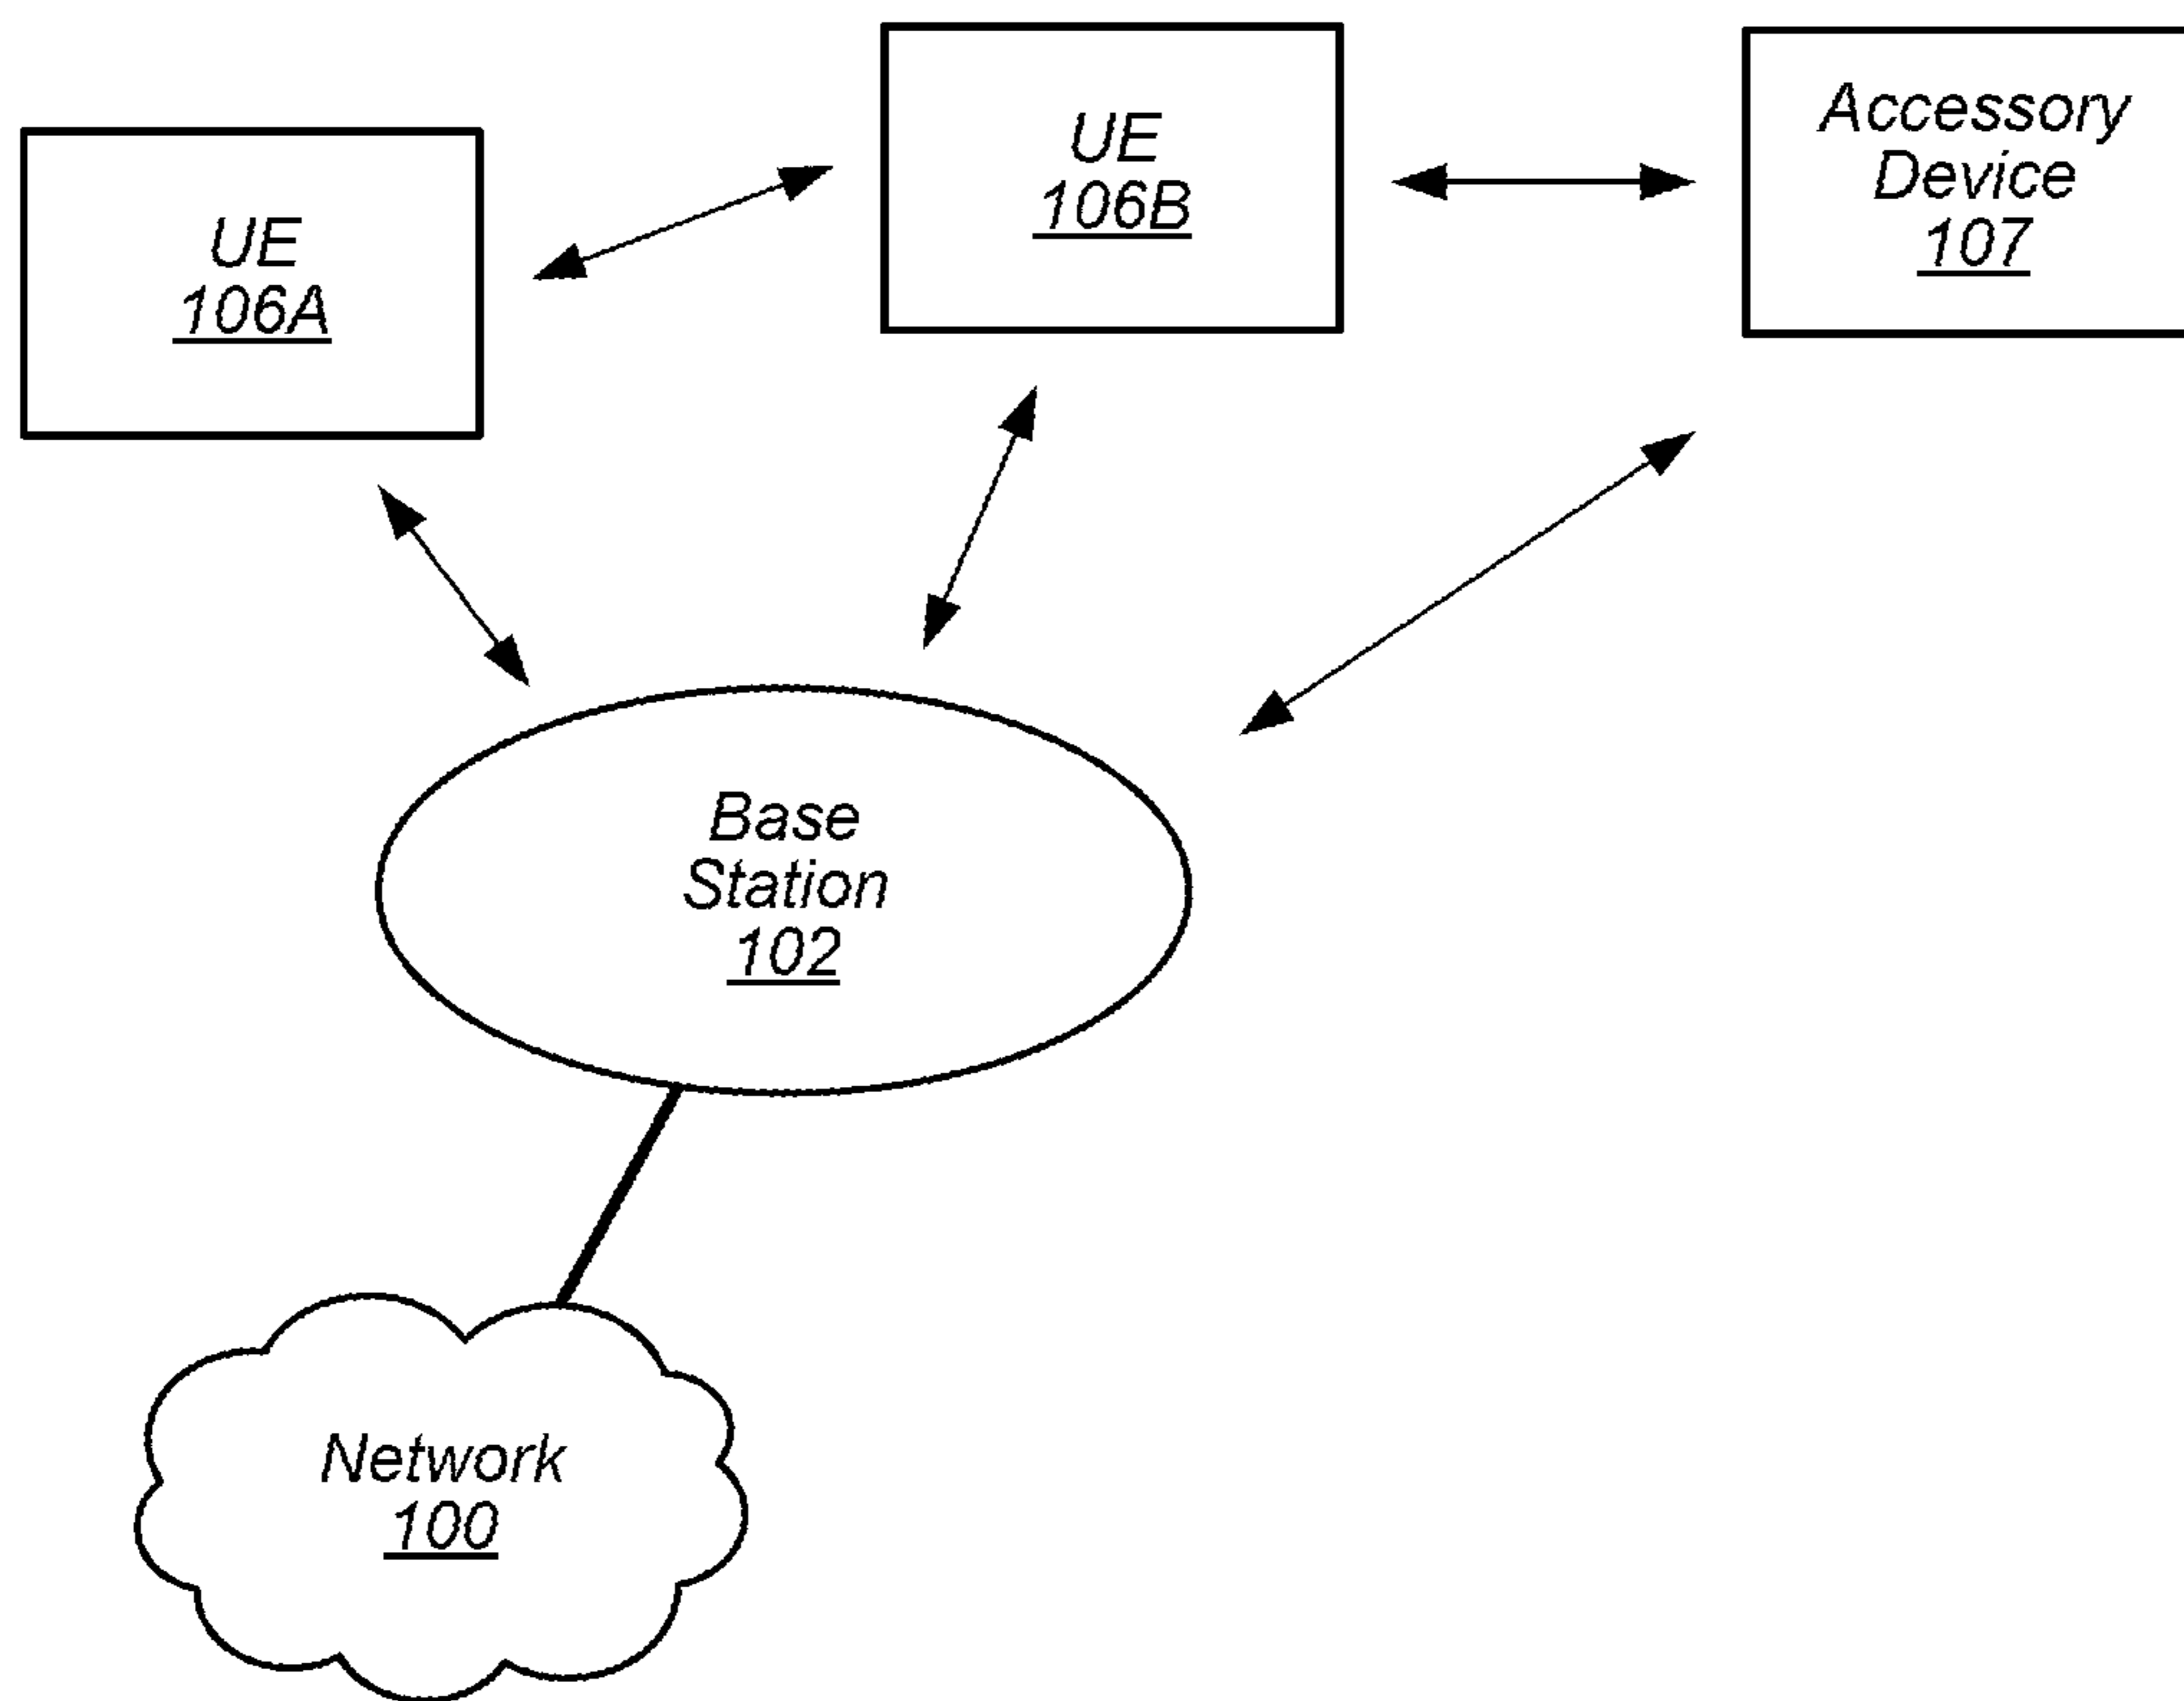 UE
106A
UE
106B
Accessory
Device
107
Base
Station
102
Network
100